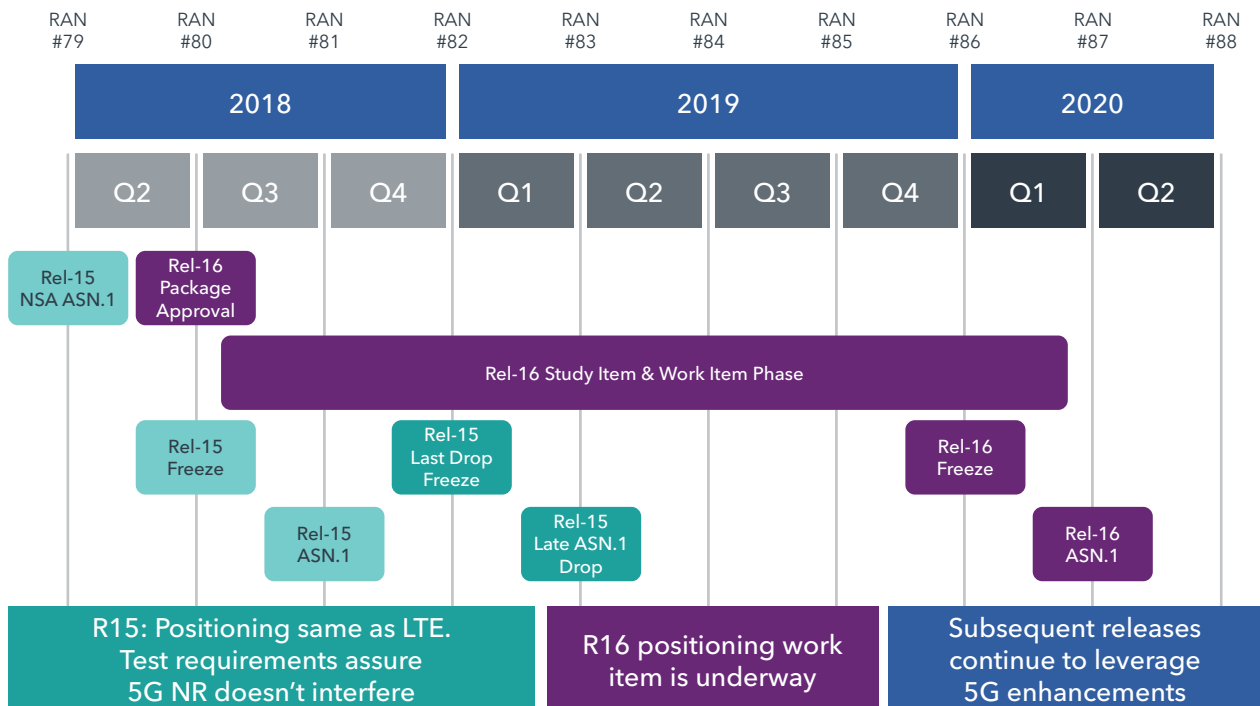 RAN
#79
RAN
#80
RAN
#81
RAN
#82
RAN
#83
RAN
#84
RAN
#85
RAN
#86
RAN
#87
RAN
#88
2018
2019
2020
Q2
Q3
Q4
Q1
Q2
Q3
Q4
Q1
Q2
Rel-15
NSA ASN.1
Rel-16
Package
Approval
Rel-16 Study Item & Work Item Phase
Rel-15
Freeze
Rel-15
Last Drop
Freeze
Rel-16
Freeze
Rel-15
ASN.1
Rel-15
Late ASN.1
Drop
Rel-16
ASN.1
R15: Positioning same as LTE.
Test requirements assure
5G NR doesn’t interfere
R16 positioning work
item is underway
Subsequent releases
continue to leverage
5G enhancements